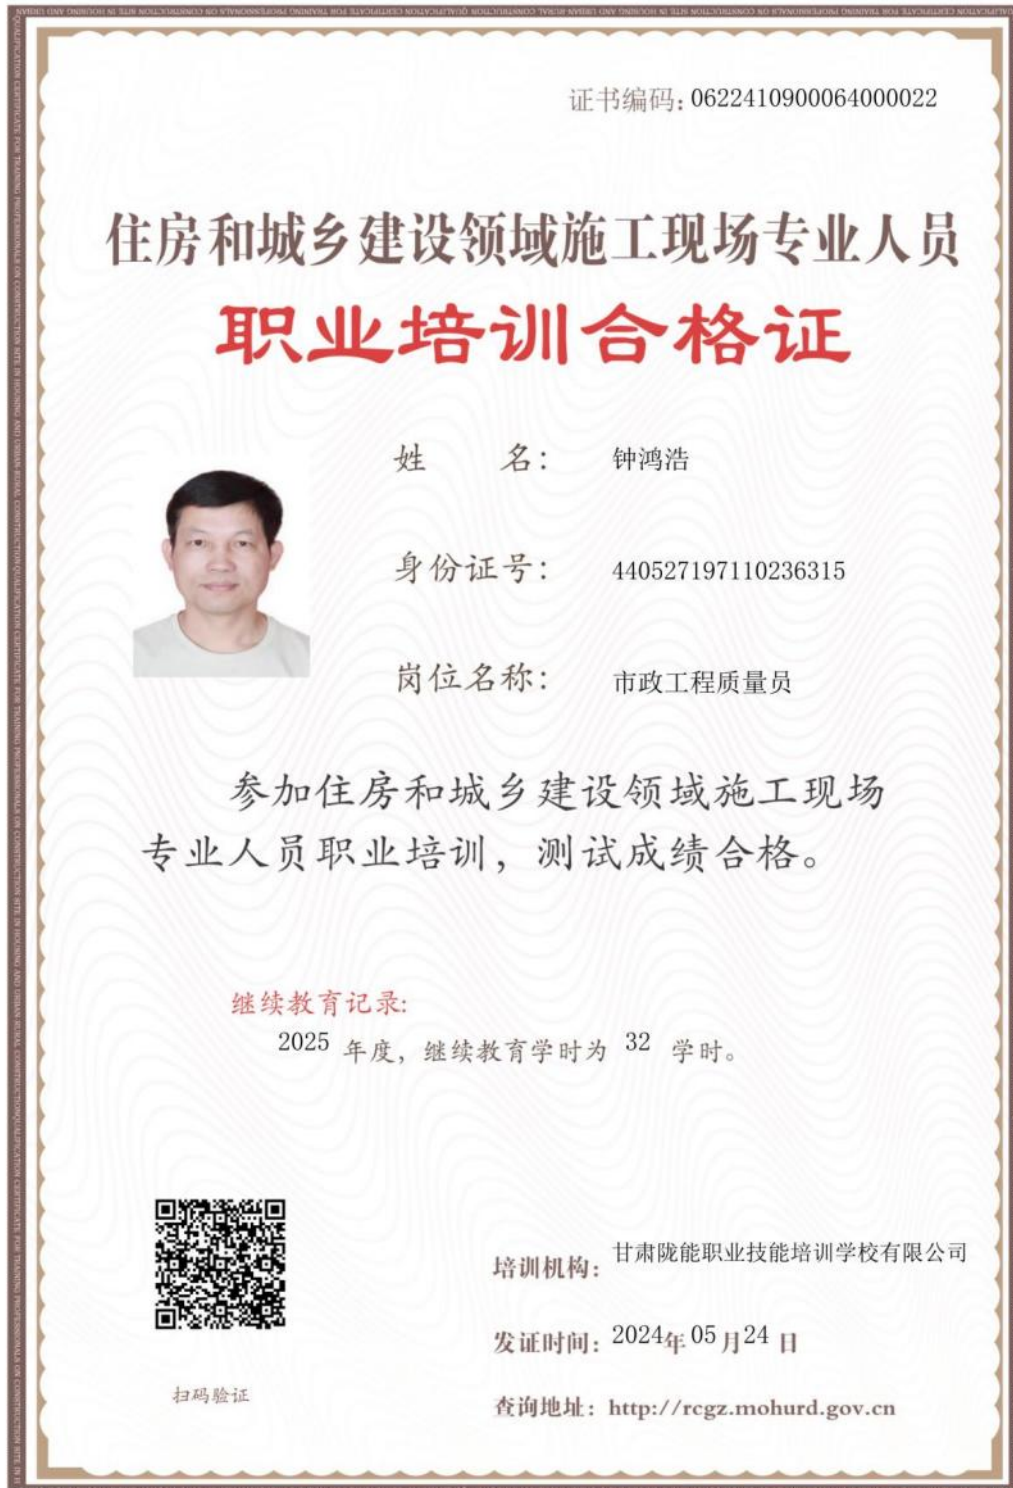 证书编码: 0622410900064000022
住房和城乡建设领域施工现场专业人员
职业培训合格证
姓 名: 钟鸿浩
身份证号: 440527197110236315
岗位名称: 市政工程质量员
参加住房和城乡建设领域施工现场
专业人员职业培训，测试成绩合格。
继续教育记录:
2025 年度，继续教育学时为 32 学时。
培训机构: 甘肃陇能职业技能培训学校有限公司
发证时间: 2024年 05 月 24 日
扫码验证
查询地址: http://rcgz.mohurd.gov.cn